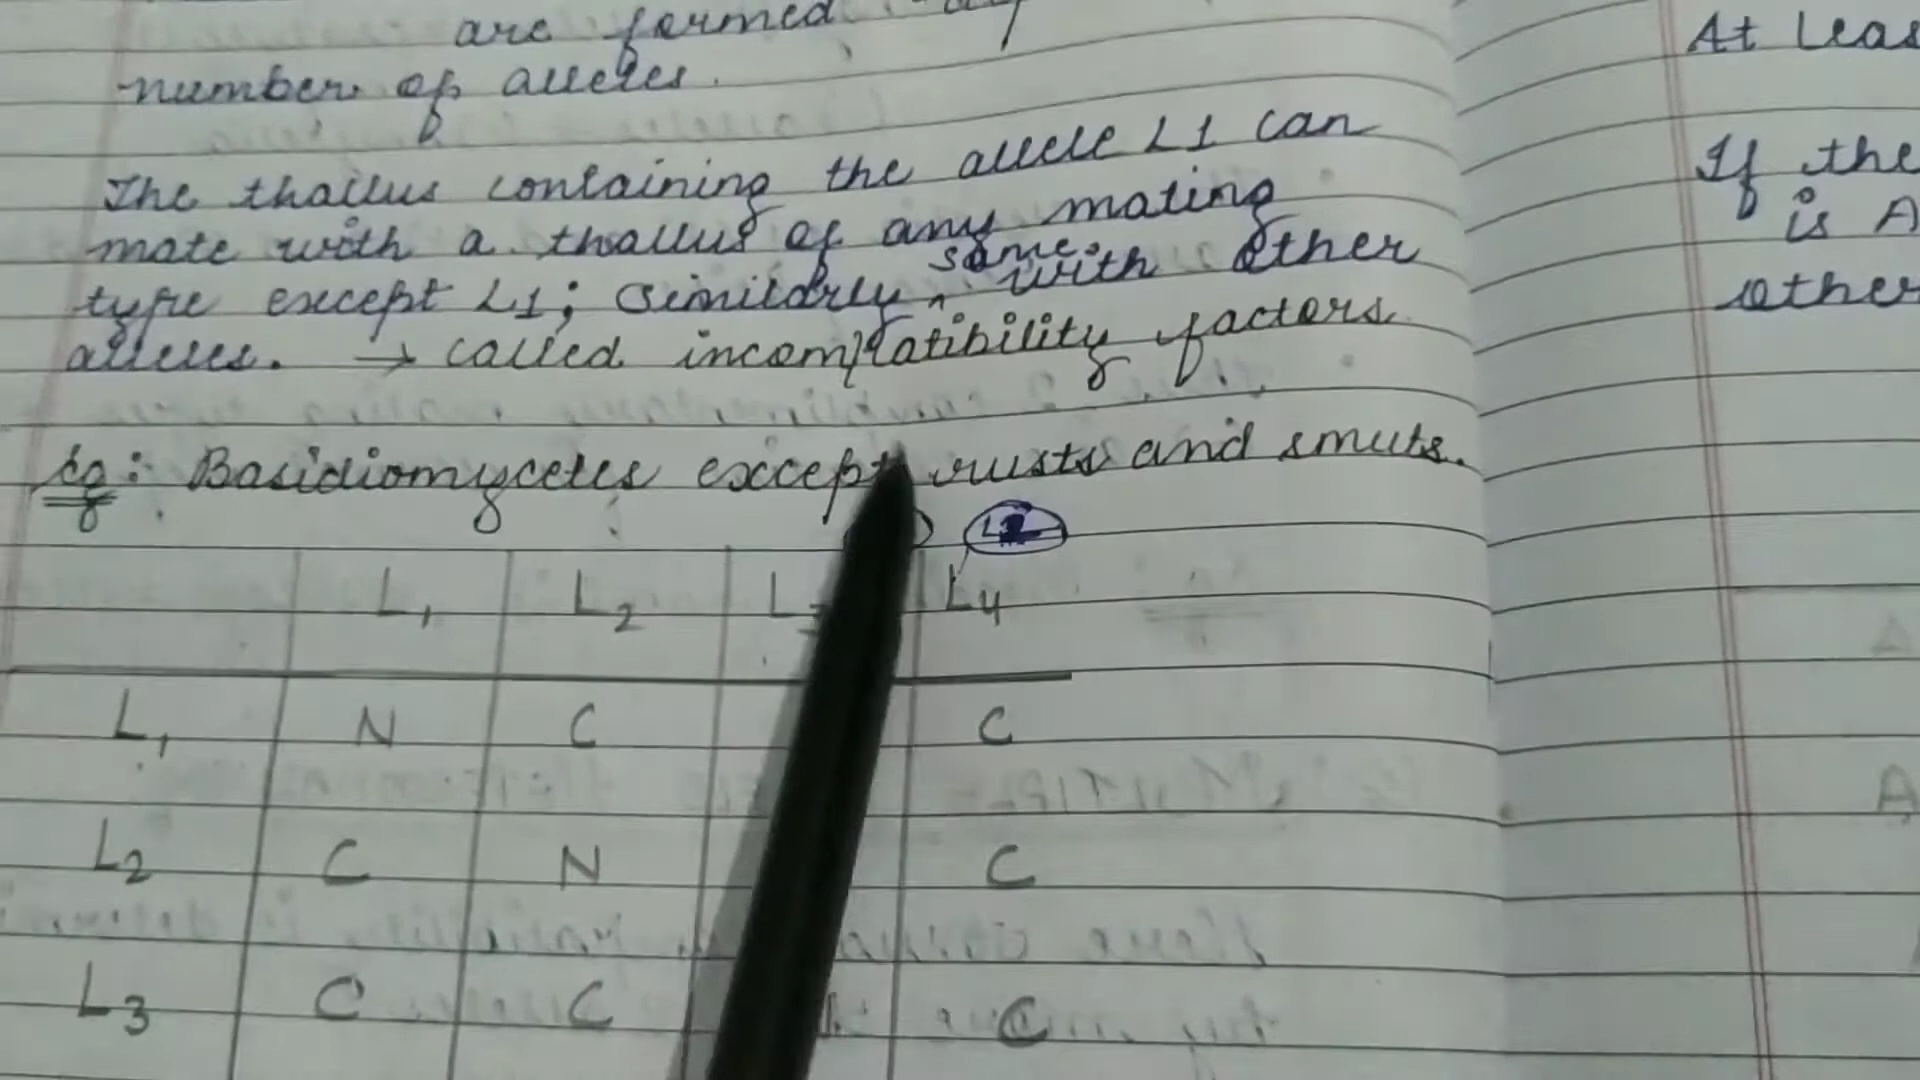 are formed
number of alleles.
The thallus containing the allele L1 can
mate with a thallus of any mating
type except L1; similarly same with other
alleles. → called incompatibility factors
Eg: Basidiomycetes except rusts and smuts.
L1 L2 L4
L1 N C C
L2 C N C
L3 C C C
At leas
If the
is A
other
A